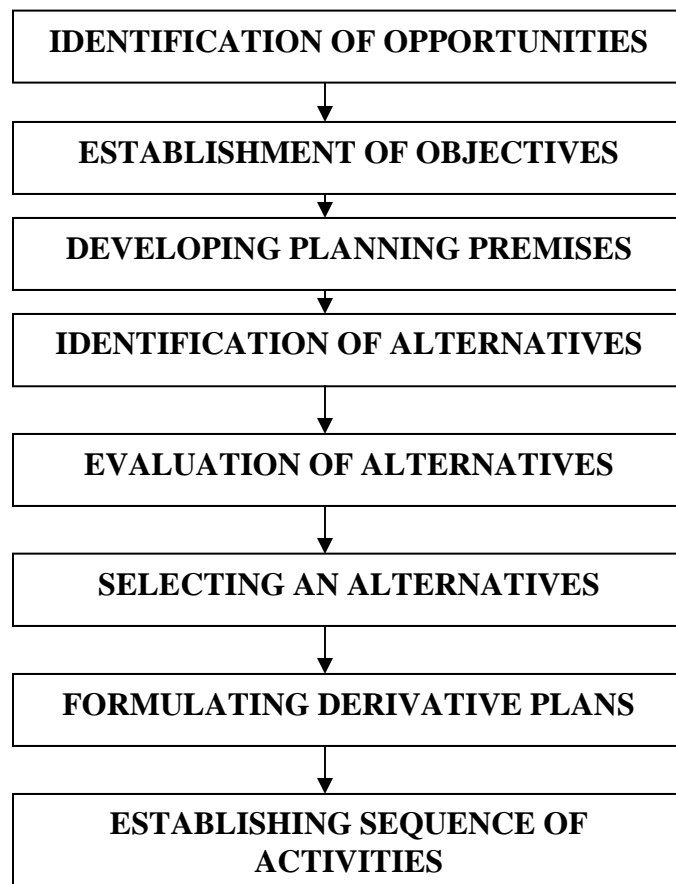 IDENTIFICATION OF OPPORTUNITIES
ESTABLISHMENT OF OBJECTIVES
DEVELOPING PLANNING PREMISES
IDENTIFICATION OF ALTERNATIVES
EVALUATION OF ALTERNATIVES
SELECTING AN ALTERNATIVES
FORMULATING DERIVATIVE PLANS
ESTABLISHING SEQUENCE OF
ACTIVITIES